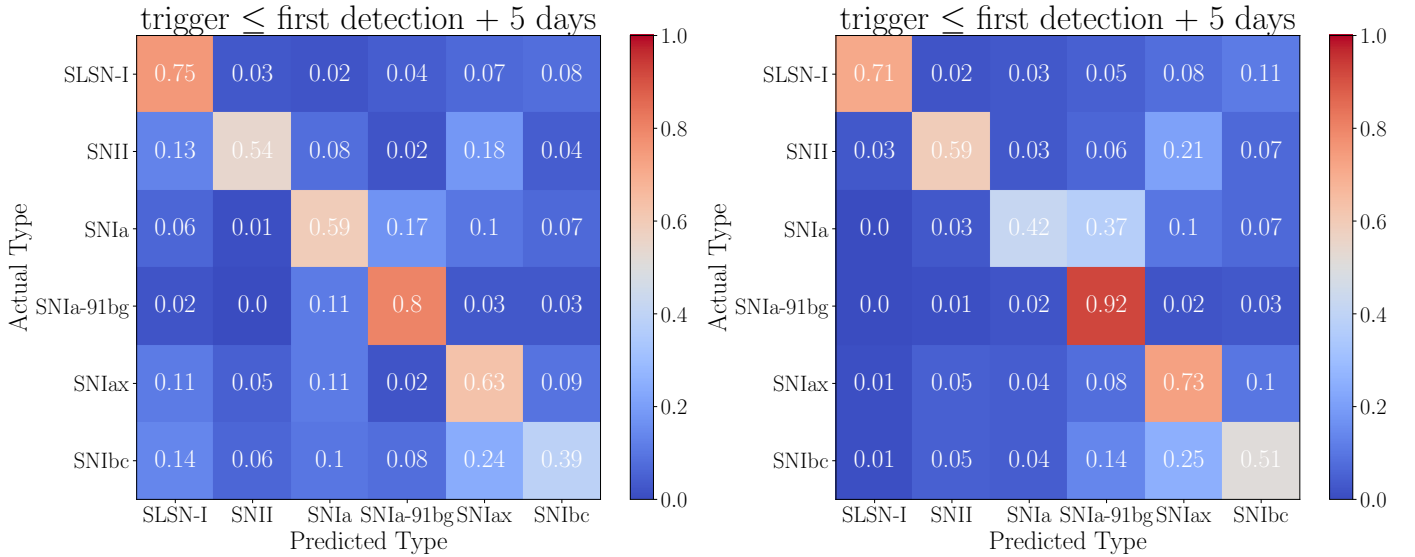 trigger ≤ first detection + 5 days
SLSN-I 0.75 0.03 0.02 0.04 0.07 0.08
SNII 0.13 0.54 0.08 0.02 0.18 0.04
SNIa 0.06 0.01 0.59 0.17 0.1 0.07
SNIa-91bg 0.02 0.0 0.11 0.8 0.03 0.03
SNIax 0.11 0.05 0.11 0.02 0.63 0.09
SNIbc 0.14 0.06 0.1 0.08 0.24 0.39
SLSN-I SNII SNIa SNIa-91bg SNIax SNIbc
Predicted Type
Actual Type
1.0
0.8
0.6
0.4
0.2
0.0
trigger ≤ first detection + 5 days
SLSN-I 0.71 0.02 0.03 0.05 0.08 0.11
SNII 0.03 0.59 0.03 0.06 0.21 0.07
SNIa 0.0 0.03 0.42 0.37 0.1 0.07
SNIa-91bg 0.0 0.01 0.02 0.92 0.02 0.03
SNIax 0.01 0.05 0.04 0.08 0.73 0.1
SNIbc 0.01 0.05 0.04 0.14 0.25 0.51
SLSN-I SNII SNIa SNIa-91bg SNIax SNIbc
Predicted Type
Actual Type
1.0
0.8
0.6
0.4
0.2
0.0